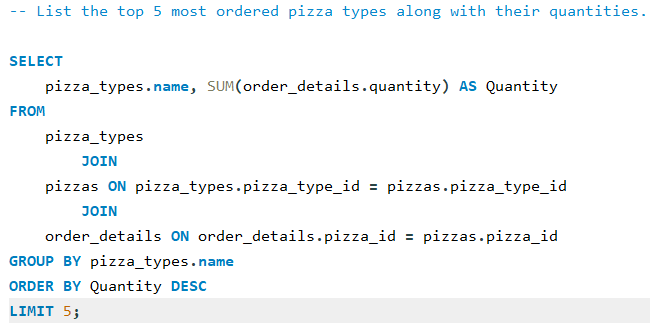 -- List the top 5 most ordered pizza types along with their quantities.
SELECT
pizza_types.name, SUM(order_details.quantity) AS Quantity
FROM
pizza_types
JOIN
pizzas ON pizza_types.pizza_type_id = pizzas.pizza_type_id
JOIN
order_details ON order_details.pizza_id = pizzas.pizza_id
GROUP BY pizza_types.name
ORDER BY Quantity DESC
LIMIT 5;